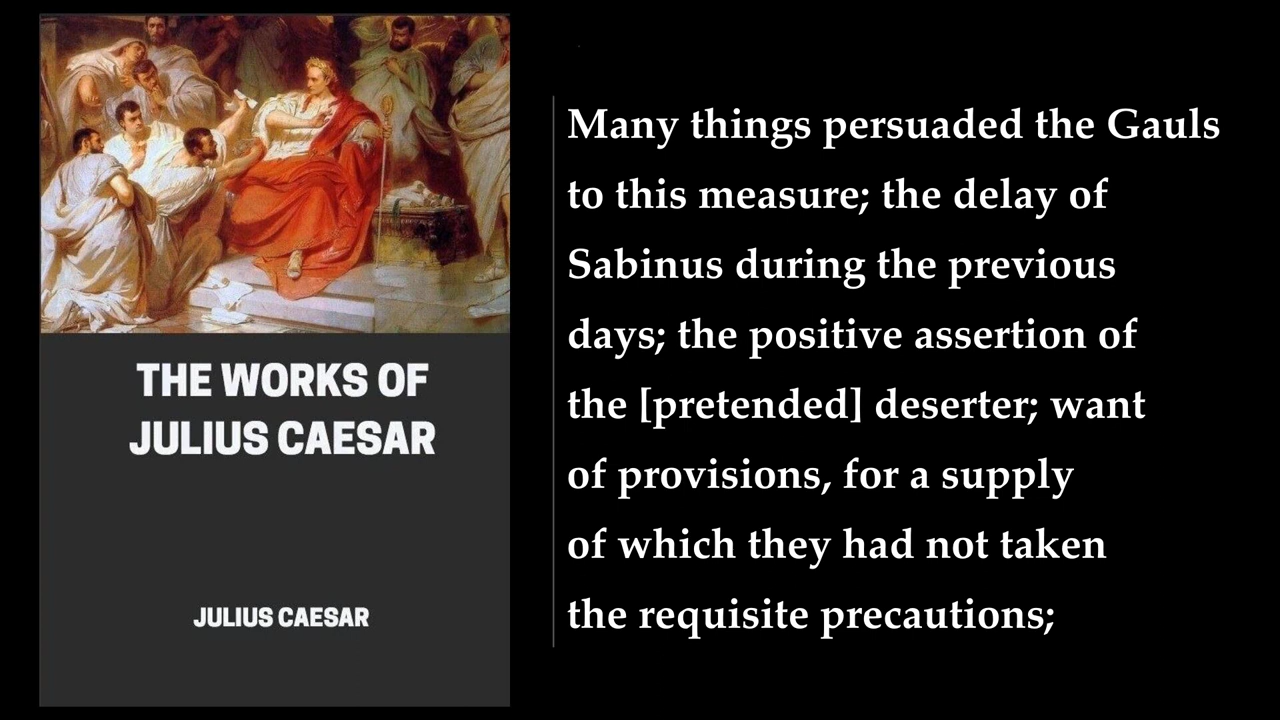 THE WORKS OF
JULIUS CAESAR
JULIUS CAESAR
Many things persuaded the Gauls
to this measure; the delay of
Sabinus during the previous
days; the positive assertion of
the [pretended] deserter; want
of provisions, for a supply
of which they had not taken
the requisite precautions;